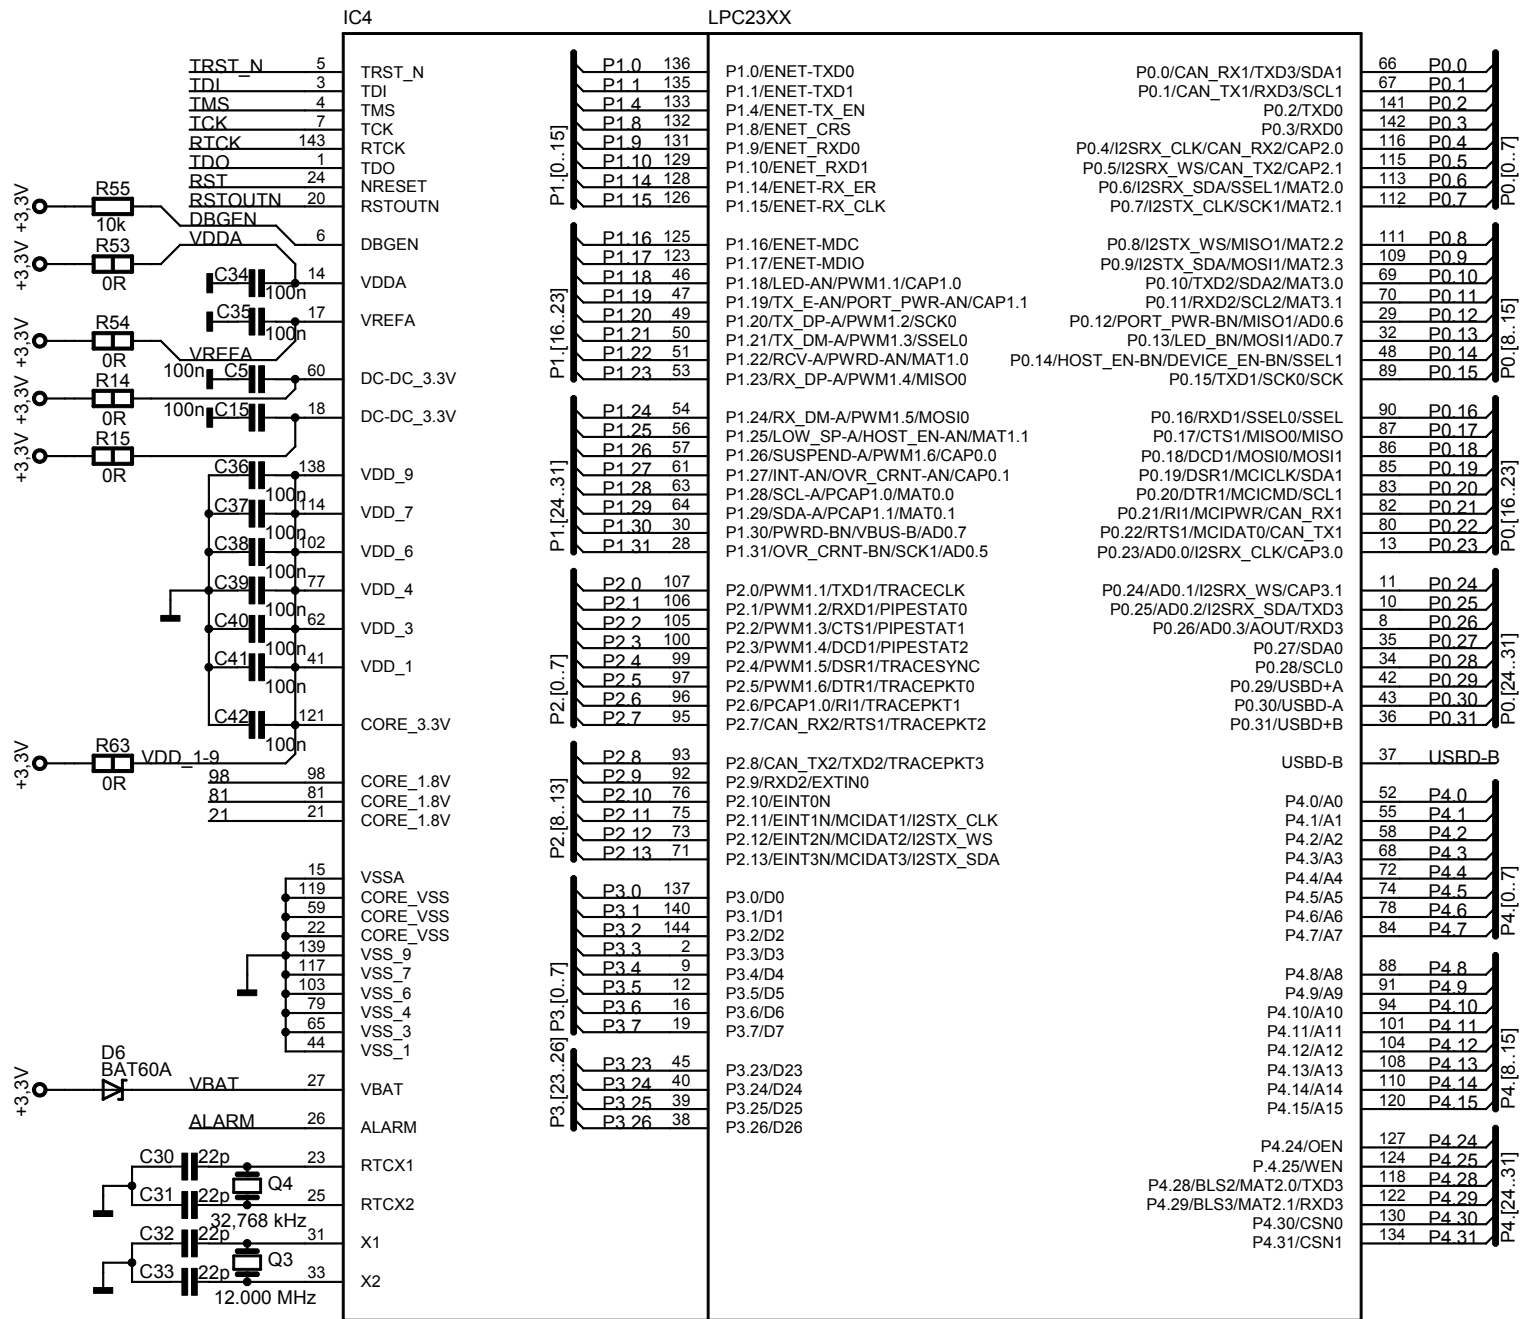 IC4
LPC23XX
TRST_N 5 TRST_N
TDI 3 TDI
TMS 4 TMS
TCK 7 TCK
RTCK 143 RTCK
TDO 1 TDO
RST 24 NRESET
RSTOUTN 20 RSTOUTN
+3,3V R55 10k DBGEN 6 DBGEN
+3,3V R53 0R VDDA C34 100n 14 VDDA
+3,3V R54 0R VREFA C35 100n 17 VREFA
+3,3V R14 0R 100n C5 60 DC-DC_3.3V
+3,3V R15 0R 100n C15 18 DC-DC_3.3V
C36 100n 138 VDD_9
C37 100n 114 VDD_7
C38 100n 102 VDD_6
C39 100n 77 VDD_4
C40 100n 62 VDD_3
C41 100n 41 VDD_1
C42 100n 121 CORE_3.3V
+3,3V R63 0R VDD_1-9
98 98 CORE_1.8V
81 81 CORE_1.8V
21 21 CORE_1.8V
15 VSSA
119 CORE_VSS
59 CORE_VSS
22 CORE_VSS
139 VSS_9
117 VSS_7
103 VSS_6
79 VSS_4
65 VSS_3
44 VSS_1
+3,3V D6 BAT60A VBAT 27 VBAT
ALARM 26 ALARM
C30 22p 23 RTCX1
Q4
C31 22p 25 RTCX2
32,768 kHz
C32 22p 31 X1
Q3
C33 22p 33 X2
12.000 MHz
P1.[0..15]
P1.0 136 P1.0/ENET-TXD0
P1.1 135 P1.1/ENET-TXD1
P1.4 133 P1.4/ENET-TX_EN
P1.8 132 P1.8/ENET_CRS
P1.9 131 P1.9/ENET_RXD0
P1.10 129 P1.10/ENET_RXD1
P1.14 128 P1.14/ENET-RX_ER
P1.15 126 P1.15/ENET-RX_CLK
P1.[16..23]
P1.16 125 P1.16/ENET-MDC
P1.17 123 P1.17/ENET-MDIO
P1.18 46 P1.18/LED-AN/PWM1.1/CAP1.0
P1.19 47 P1.19/TX_E-AN/PORT_PWR-AN/CAP1.1
P1.20 49 P1.20/TX_DP-A/PWM1.2/SCK0
P1.21 50 P1.21/TX_DM-A/PWM1.3/SSEL0
P1.22 51 P1.22/RCV-A/PWRD-AN/MAT1.0
P1.23 53 P1.23/RX_DP-A/PWM1.4/MISO0
P1.[24..31]
P1.24 54 P1.24/RX_DM-A/PWM1.5/MOSI0
P1.25 56 P1.25/LOW_SP-A/HOST_EN-AN/MAT1.1
P1.26 57 P1.26/SUSPEND-A/PWM1.6/CAP0.0
P1.27 61 P1.27/INT-AN/OVR_CRNT-AN/CAP0.1
P1.28 63 P1.28/SCL-A/PCAP1.0/MAT0.0
P1.29 64 P1.29/SDA-A/PCAP1.1/MAT0.1
P1.30 30 P1.30/PWRD-BN/VBUS-B/AD0.7
P1.31 28 P1.31/OVR_CRNT-BN/SCK1/AD0.5
P2.[0..7]
P2.0 107 P2.0/PWM1.1/TXD1/TRACECLK
P2.1 106 P2.1/PWM1.2/RXD1/PIPESTAT0
P2.2 105 P2.2/PWM1.3/CTS1/PIPESTAT1
P2.3 100 P2.3/PWM1.4/DCD1/PIPESTAT2
P2.4 99 P2.4/PWM1.5/DSR1/TRACESYNC
P2.5 97 P2.5/PWM1.6/DTR1/TRACEPKT0
P2.6 96 P2.6/PCAP1.0/RI1/TRACEPKT1
P2.7 95 P2.7/CAN_RX2/RTS1/TRACEPKT2
P2.[8..13]
P2.8 93 P2.8/CAN_TX2/TXD2/TRACEPKT3
P2.9 92 P2.9/RXD2/EXTIN0
P2.10 76 P2.10/EINT0N
P2.11 75 P2.11/EINT1N/MCIDAT1/I2STX_CLK
P2.12 73 P2.12/EINT2N/MCIDAT2/I2STX_WS
P2.13 71 P2.13/EINT3N/MCIDAT3/I2STX_SDA
P3.[0..7]
P3.0 137 P3.0/D0
P3.1 140 P3.1/D1
P3.2 144 P3.2/D2
P3.3 2 P3.3/D3
P3.4 9 P3.4/D4
P3.5 12 P3.5/D5
P3.6 16 P3.6/D6
P3.7 19 P3.7/D7
P3.[23..26]
P3.23 45 P3.23/D23
P3.24 40 P3.24/D24
P3.25 39 P3.25/D25
P3.26 38 P3.26/D26
P0.0/CAN_RX1/TXD3/SDA1 66 P0.0
P0.1/CAN_TX1/RXD3/SCL1 67 P0.1
P0.2/TXD0 141 P0.2
P0.3/RXD0 142 P0.3
P0.4/I2SRX_CLK/CAN_RX2/CAP2.0 116 P0.4
P0.5/I2SRX_WS/CAN_TX2/CAP2.1 115 P0.5
P0.6/I2SRX_SDA/SSEL1/MAT2.0 113 P0.6
P0.7/I2STX_CLK/SCK1/MAT2.1 112 P0.7
P0.[0..7]
P0.8/I2STX_WS/MISO1/MAT2.2 111 P0.8
P0.9/I2STX_SDA/MOSI1/MAT2.3 109 P0.9
P0.10/TXD2/SDA2/MAT3.0 69 P0.10
P0.11/RXD2/SCL2/MAT3.1 70 P0.11
P0.12/PORT_PWR-BN/MISO1/AD0.6 29 P0.12
P0.13/LED_BN/MOSI1/AD0.7 32 P0.13
P0.14/HOST_EN-BN/DEVICE_EN-BN/SSEL1 48 P0.14
P0.15/TXD1/SCK0/SCK 89 P0.15
P0.[8..15]
P0.16/RXD1/SSEL0/SSEL 90 P0.16
P0.17/CTS1/MISO0/MISO 87 P0.17
P0.18/DCD1/MOSI0/MOSI1 86 P0.18
P0.19/DSR1/MCICLK/SDA1 85 P0.19
P0.20/DTR1/MCICMD/SCL1 83 P0.20
P0.21/RI1/MCIPWR/CAN_RX1 82 P0.21
P0.22/RTS1/MCIDAT0/CAN_TX1 80 P0.22
P0.23/AD0.0/I2SRX_CLK/CAP3.0 13 P0.23
P0.[16..23]
P0.24/AD0.1/I2SRX_WS/CAP3.1 11 P0.24
P0.25/AD0.2/I2SRX_SDA/TXD3 10 P0.25
P0.26/AD0.3/AOUT/RXD3 8 P0.26
P0.27/SDA0 35 P0.27
P0.28/SCL0 34 P0.28
P0.29/USBD+A 42 P0.29
P0.30/USBD-A 43 P0.30
P0.31/USBD+B 36 P0.31
P0.[24..31]
USBD-B 37 USBD-B
P4.0/A0 52 P4.0
P4.1/A1 55 P4.1
P4.2/A2 58 P4.2
P4.3/A3 68 P4.3
P4.4/A4 72 P4.4
P4.5/A5 74 P4.5
P4.6/A6 78 P4.6
P4.7/A7 84 P4.7
P4.[0..7]
P4.8/A8 88 P4.8
P4.9/A9 91 P4.9
P4.10/A10 94 P4.10
P4.11/A11 101 P4.11
P4.12/A12 104 P4.12
P4.13/A13 108 P4.13
P4.14/A14 110 P4.14
P4.15/A15 120 P4.15
P4.[8..15]
P4.24/OEN 127 P4.24
P.4.25/WEN 124 P4.25
P4.28/BLS2/MAT2.0/TXD3 118 P4.28
P4.29/BLS3/MAT2.1/RXD3 122 P4.29
P4.30/CSN0 130 P4.30
P4.31/CSN1 134 P4.31
P4.[24..31]